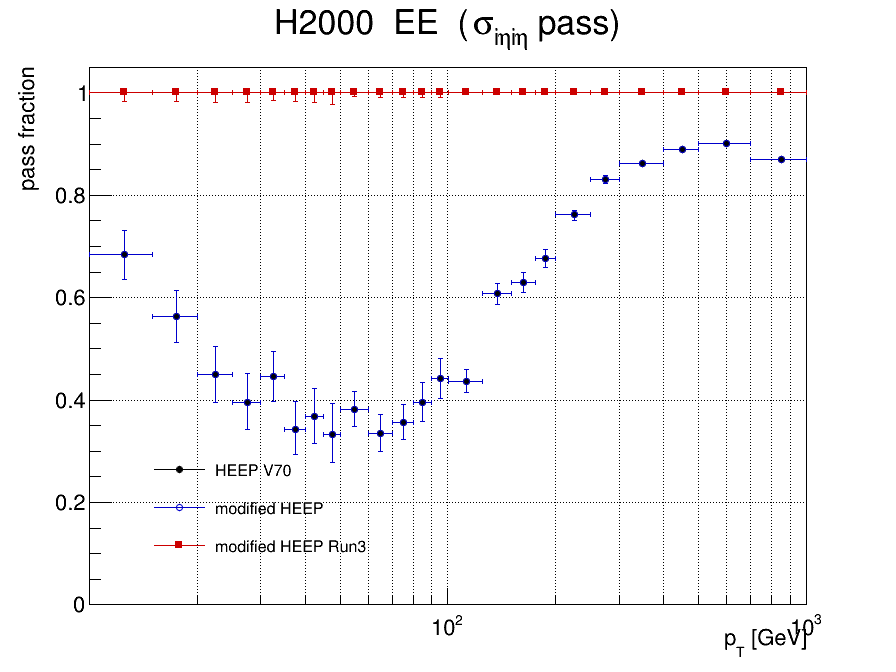 H2000 EE (σiηiη pass)
pass fraction
1
0.8
0.6
0.4
0.2
0
HEEP V70
modified HEEP
modified HEEP Run3
10²
10³
pT [GeV]